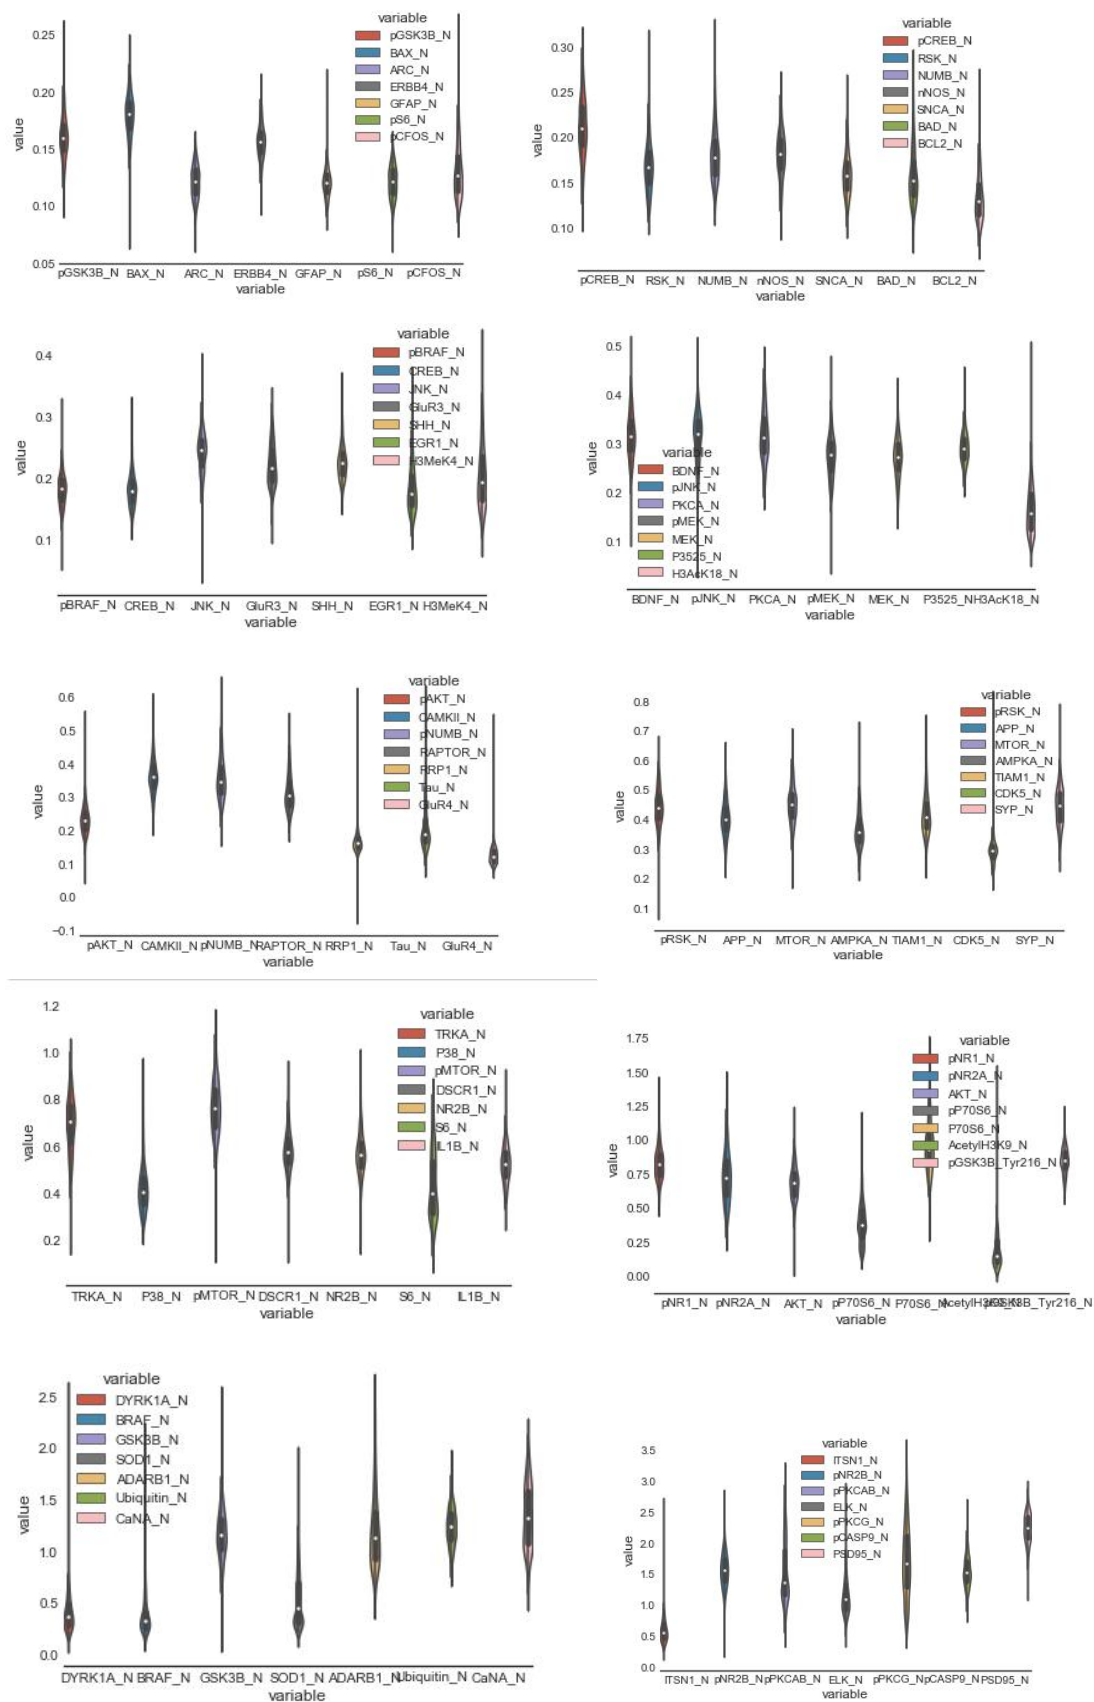 variable
pGSK3B_N
BAX_N
ARC_N
ERBB4_N
GFAP_N
pS6_N
pCFOS_N
0.25
0.20
0.15
0.10
0.05
value
pGSK3B_N BAX_N ARC_N ERBB4_N GFAP_N pS6_N pCFOS_N
variable
variable
pCREB_N
RSK_N
NUMB_N
nNOS_N
SNCA_N
BAD_N
BCL2_N
0.30
0.25
0.20
0.15
0.10
value
pCREB_N RSK_N NUMB_N nNOS_N SNCA_N BAD_N BCL2_N
variable
variable
pBRAF_N
CREB_N
JNK_N
GluR3_N
SHH_N
EGR1_N
H3MeK4_N
0.4
0.3
0.2
0.1
value
pBRAF_N CREB_N JNK_N GluR3_N SHH_N EGR1_N H3MeK4_N
variable
0.5
0.4
0.3
0.2
0.1
value
variable
BDNF_N
pJNK_N
PKCA_N
pMEK_N
MEK_N
P3525_N
H3AcK18_N
BDNF_N pJNK_N PKCA_N pMEK_N MEK_N P3525_N H3AcK18_N
variable
variable
pAKT_N
CAMKII_N
pNUMB_N
RAPTOR_N
RRP1_N
Tau_N
GluR4_N
0.6
0.5
0.4
0.3
0.2
0.1
0.0
−0.1
value
pAKT_N CAMKII_N pNUMB_N RAPTOR_N RRP1_N Tau_N GluR4_N
variable
variable
pRSK_N
APP_N
MTOR_N
AMPKA_N
TIAM1_N
CDK5_N
SYP_N
0.8
0.7
0.6
0.5
0.4
0.3
0.2
0.1
value
pRSK_N APP_N MTOR_N AMPKA_N TIAM1_N CDK5_N SYP_N
variable
variable
TRKA_N
P38_N
pMTOR_N
DSCR1_N
NR2B_N
S6_N
IL1B_N
1.2
1.0
0.8
0.6
0.4
0.2
value
TRKA_N P38_N pMTOR_N DSCR1_N NR2B_N S6_N IL1B_N
variable
variable
pNR1_N
pNR2A_N
AKT_N
pP70S6_N
P70S6_N
AcetylH3K9_N
pGSK3B_Tyr216_N
1.75
1.50
1.25
1.00
0.75
0.50
0.25
0.00
value
pNR1_N pNR2A_N AKT_N pP70S6_N P70S6_N AcetylH3K9_N pGSK3B_Tyr216_N
variable
variable
DYRK1A_N
BRAF_N
GSK3B_N
SOD1_N
ADARB1_N
Ubiquitin_N
CaNA_N
2.5
2.0
1.5
1.0
0.5
0.0
value
DYRK1A_N BRAF_N GSK3B_N SOD1_N ADARB1_N Ubiquitin_N CaNA_N
variable
variable
ITSN1_N
pNR2B_N
pPKCAB_N
ELK_N
pPKCG_N
pCASP9_N
PSD95_N
3.5
3.0
2.5
2.0
1.5
1.0
0.5
0.0
value
ITSN1_N pNR2B_N pPKCAB_N ELK_N pPKCG_N pCASP9_N PSD95_N
variable